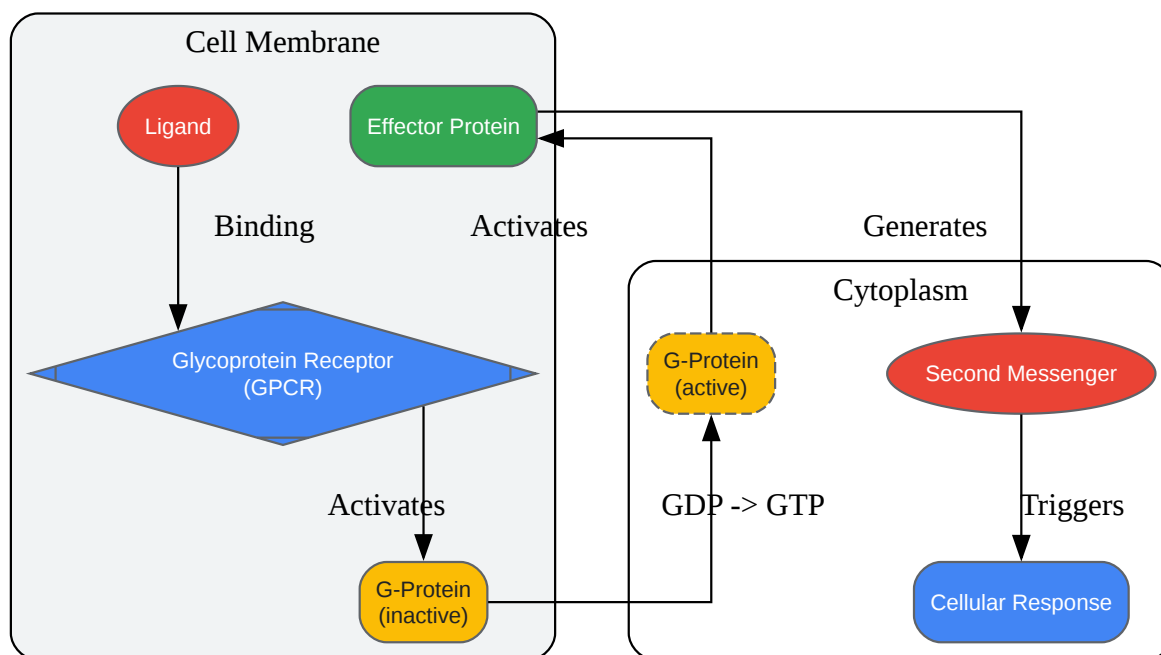 Cell Membrane
Ligand
Effector Protein
Binding
Activates
Generates
Cytoplasm
Glycoprotein Receptor
(GPCR)
G-Protein
(active)
Second Messenger
Activates
GDP -> GTP
Triggers
G-Protein
(inactive)
Cellular Response